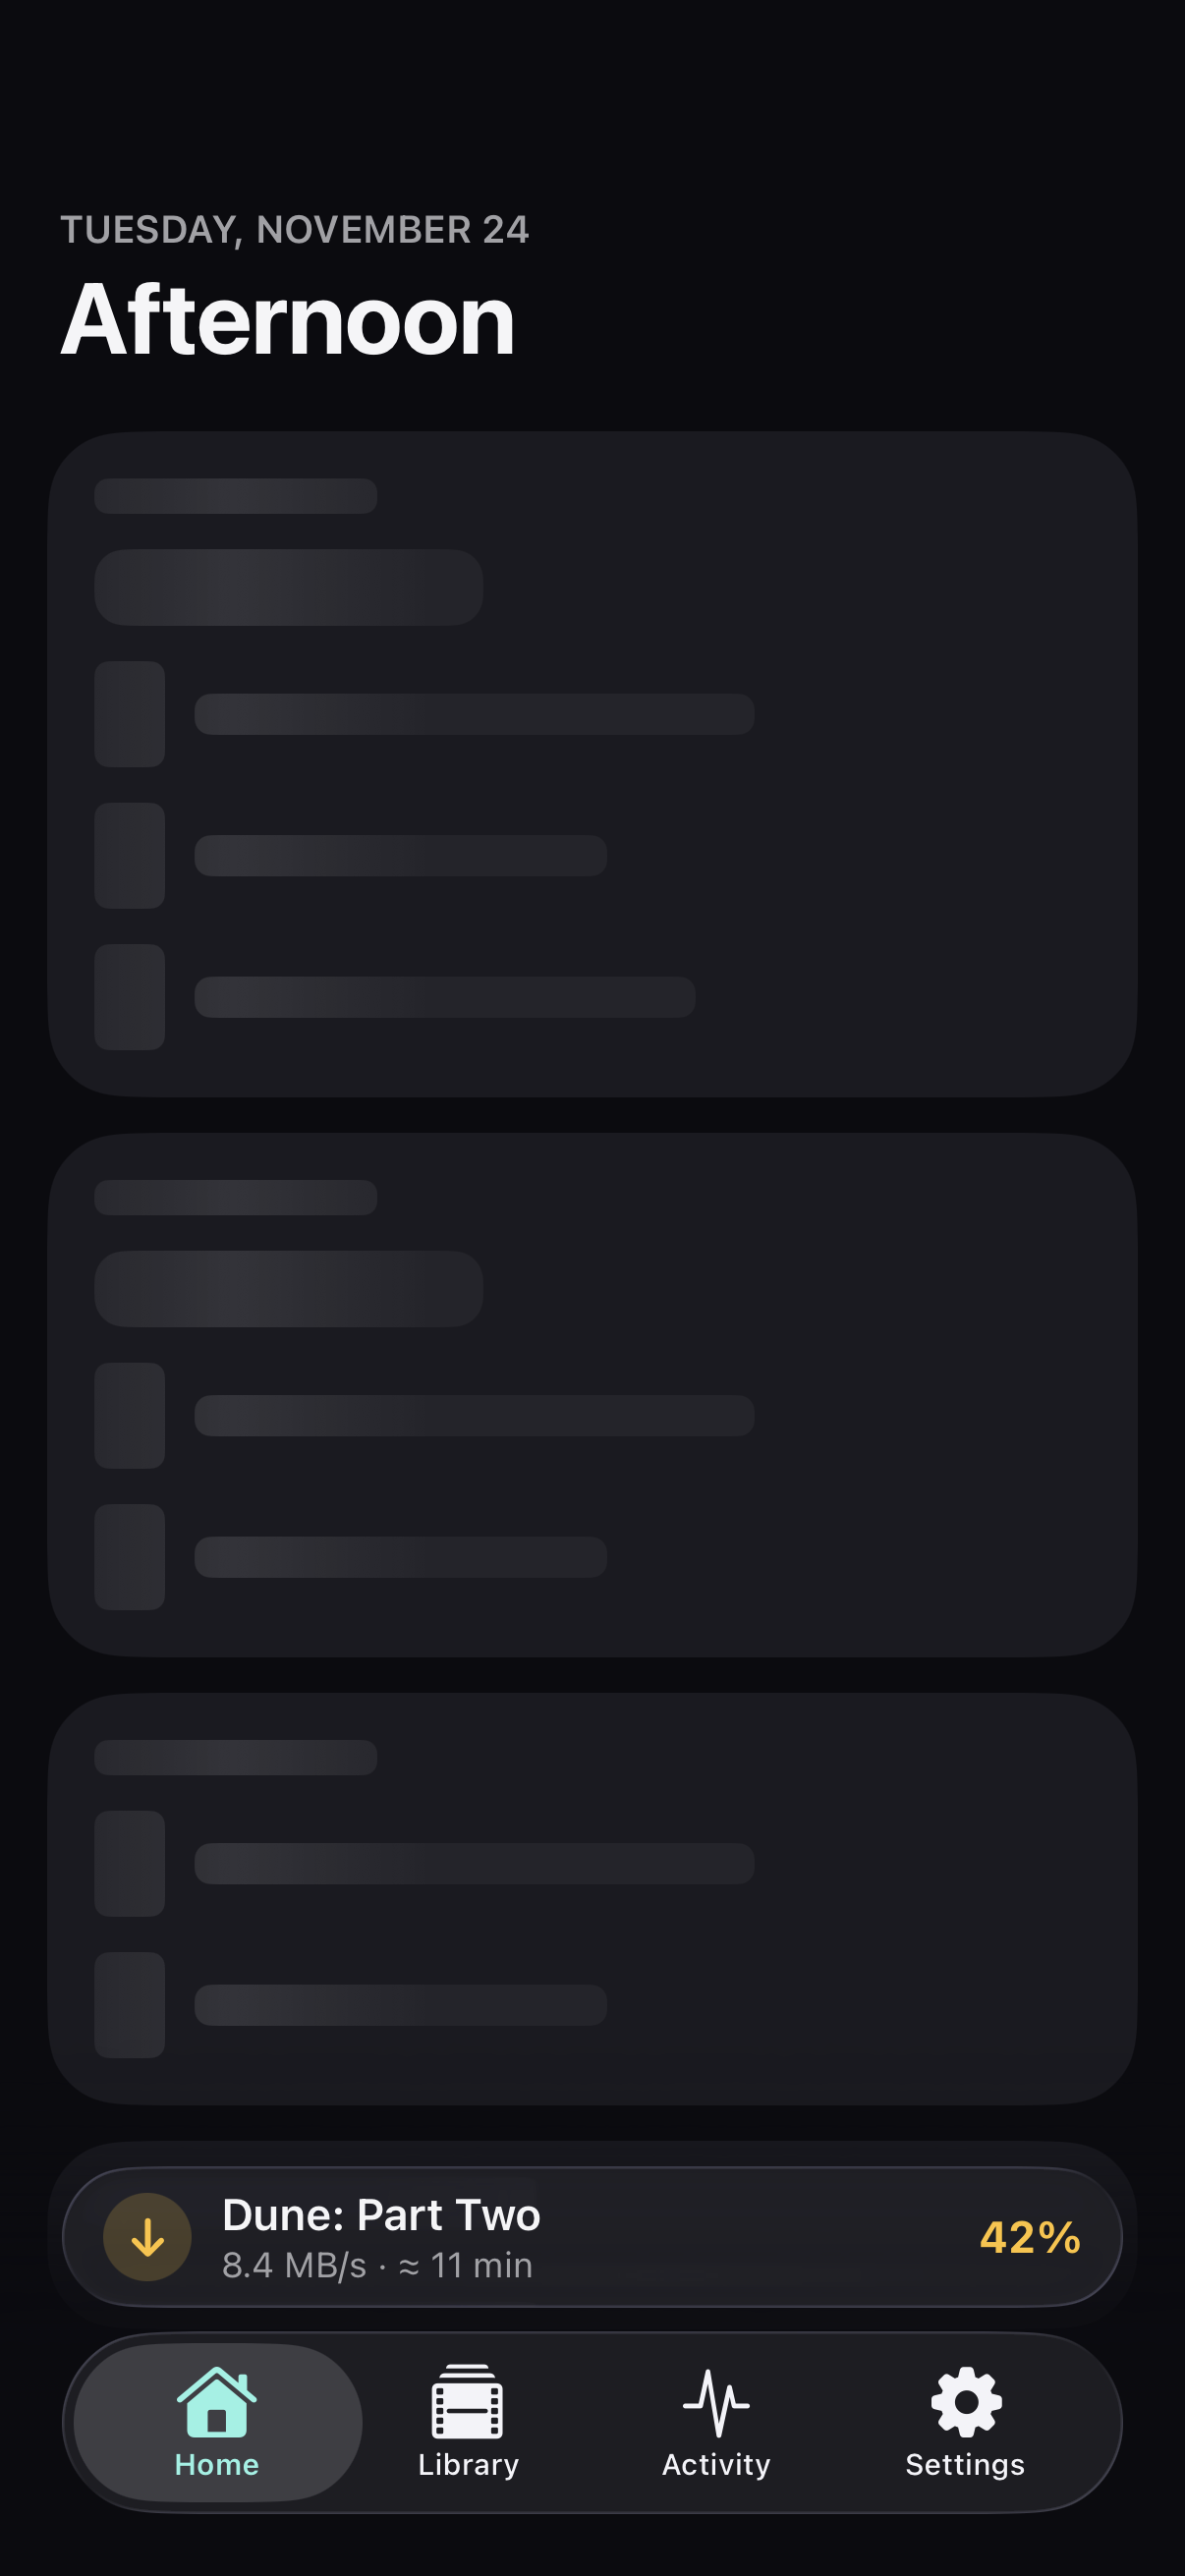 TUESDAY, NOVEMBER 24
Afternoon
Dune: Part Two
8.4 MB/s · ≈ 11 min
42%
Home
Library
Activity
Settings